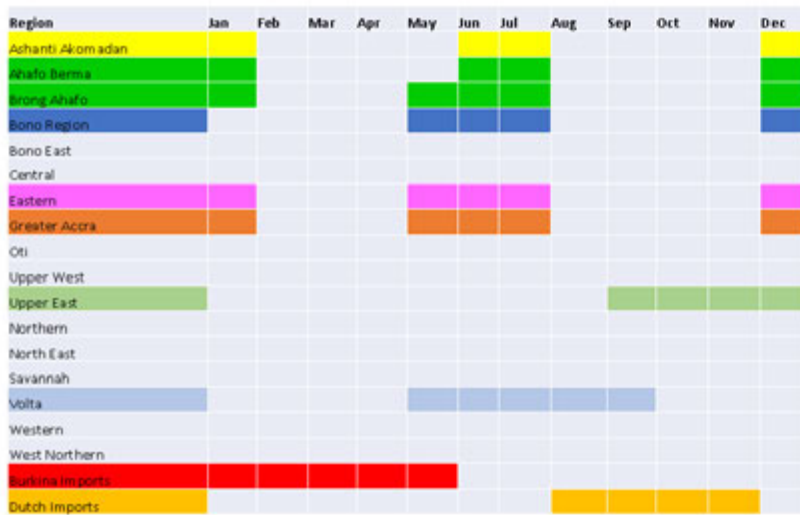 Region Jan Feb Mar Apr May Jun Jul Aug Sep Oct Nov Dec
Ashanti Akomadan
Ahafo Berma
Brong Ahafo
Bono Region
Bono East
Central
Eastern
Greater Accra
Oti
Upper West
Upper East
Northern
North East
Savannah
Volta
Western
West Northern
Burkina Imports
Dutch Imports